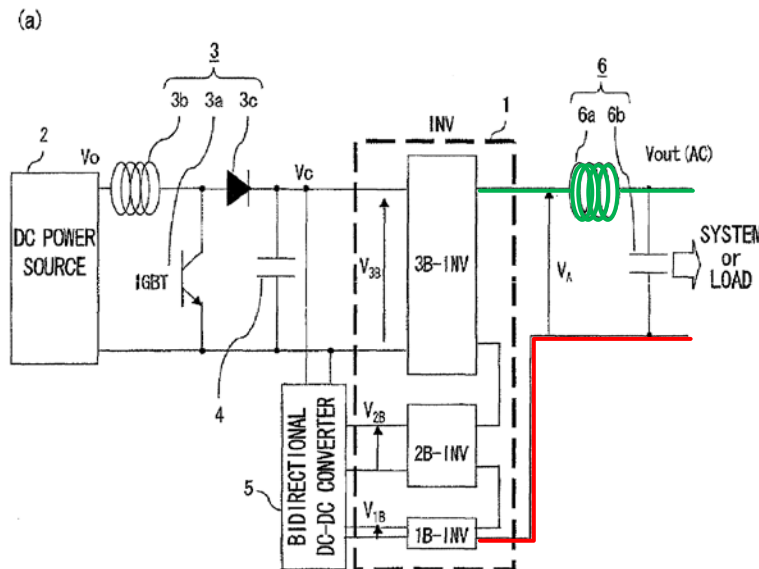 (a)
3
3b 3a 3c
6
6a 6b
1
INV
2
Vo
Vc
Vout(AC)
DC POWER
SOURCE
IGBT
V3B
3B-INV
VA
SYSTEM
or
LOAD
4
5
BIDIRECTIONAL
DC-DC CONVERTER
V2B
2B-INV
V1B
1B-INV